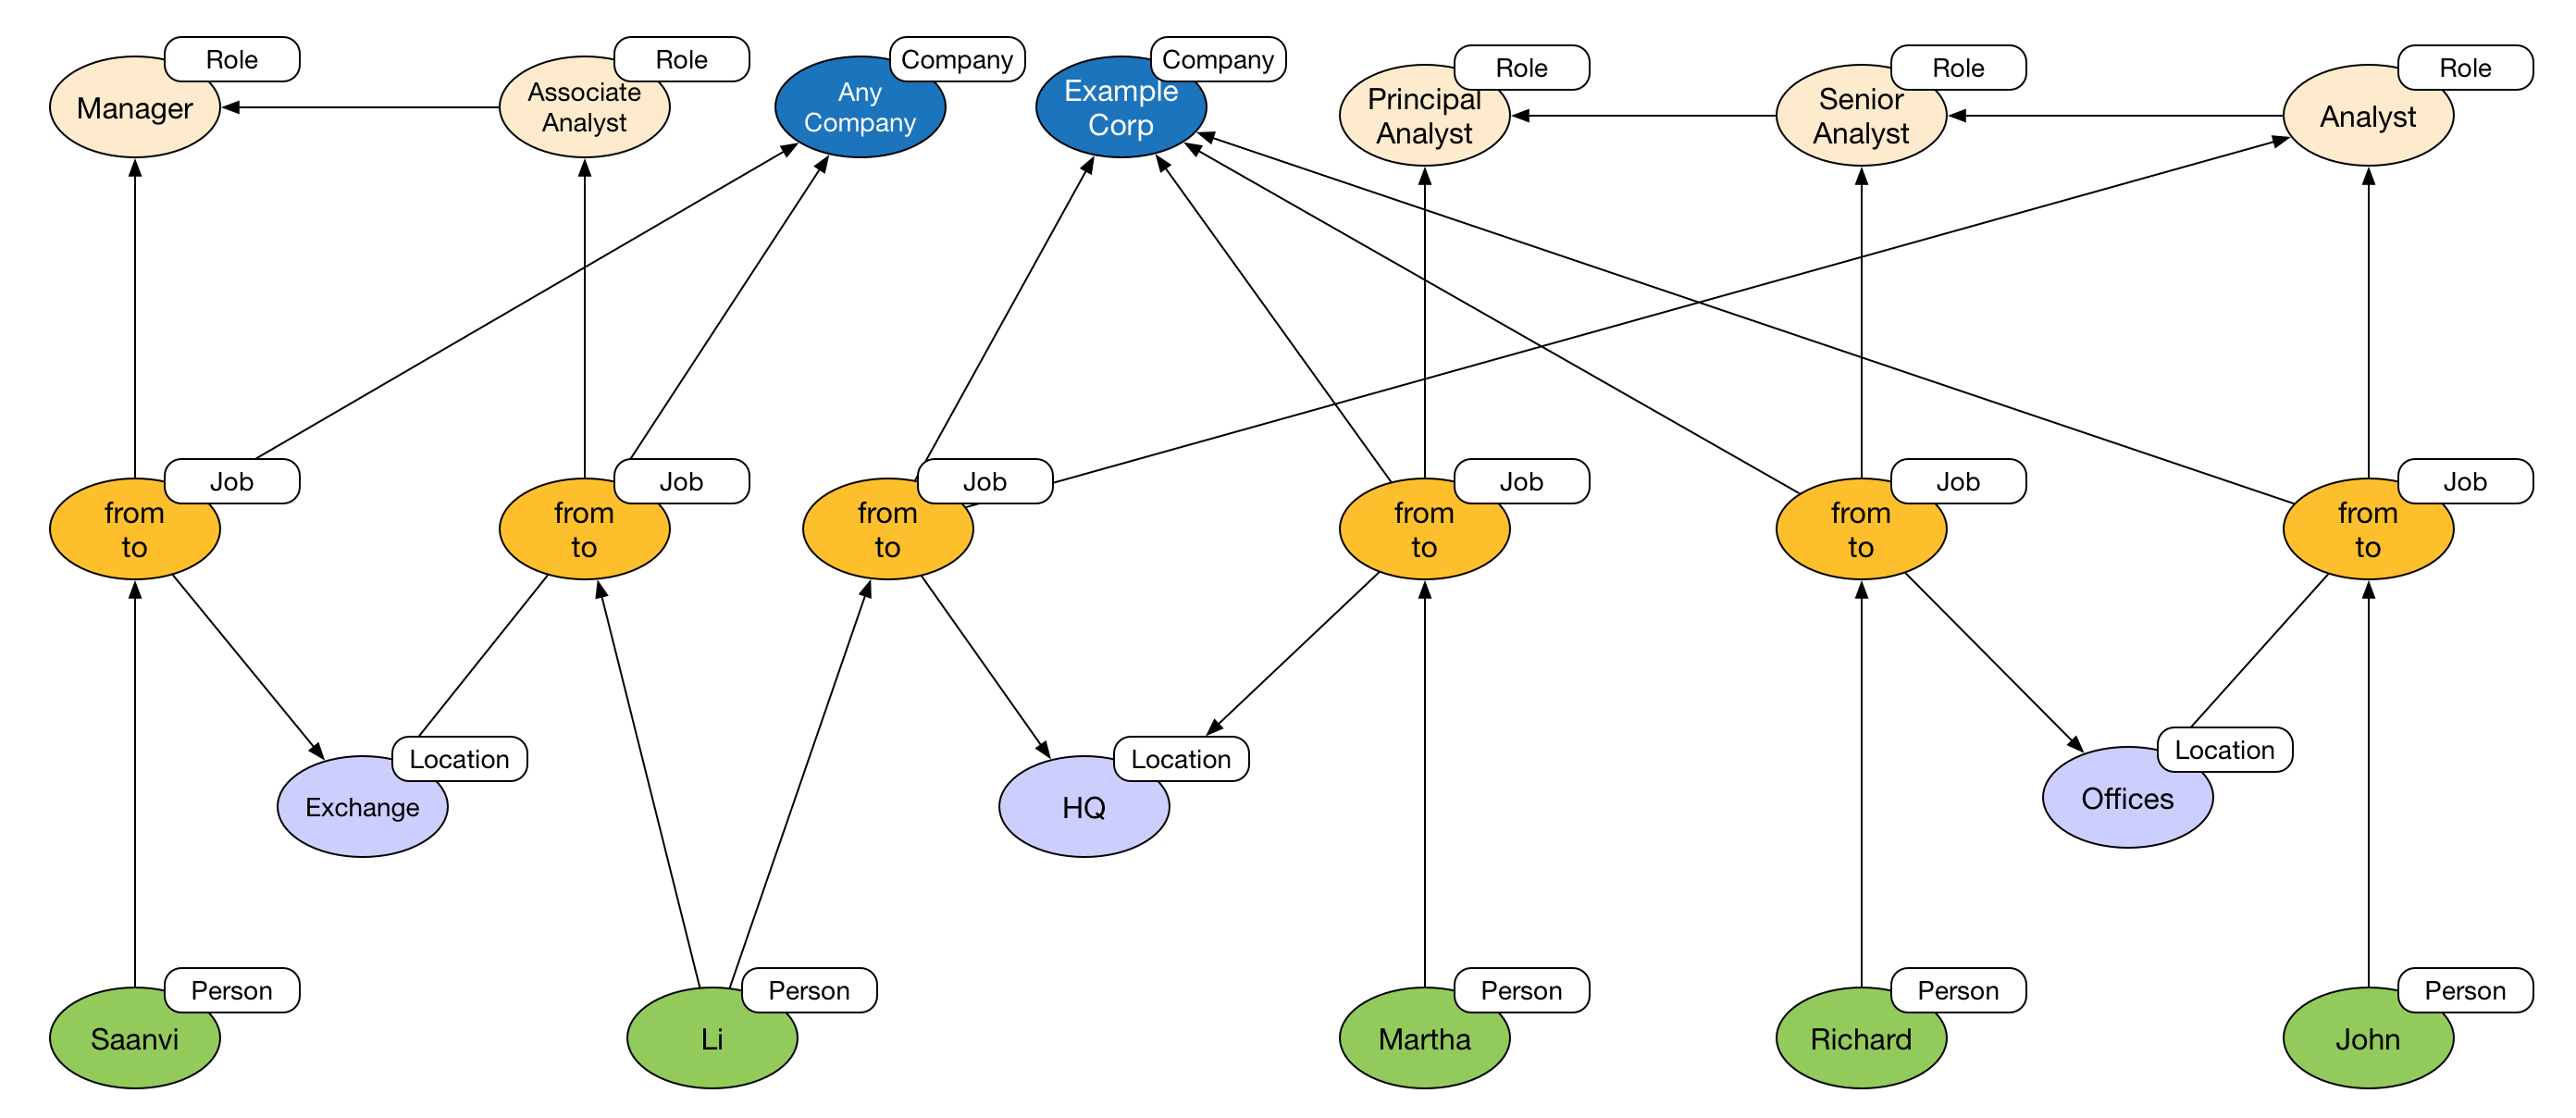 Role
Manager
Role
Associate
Analyst
Company
Any
Company
Company
Example
Corp
Role
Principal
Analyst
Role
Senior
Analyst
Role
Analyst
Job
from
to
Job
from
to
Job
from
to
Job
from
to
Job
from
to
Job
from
to
Location
Exchange
Location
HQ
Location
Offices
Person
Saanvi
Person
Li
Person
Martha
Person
Richard
Person
John